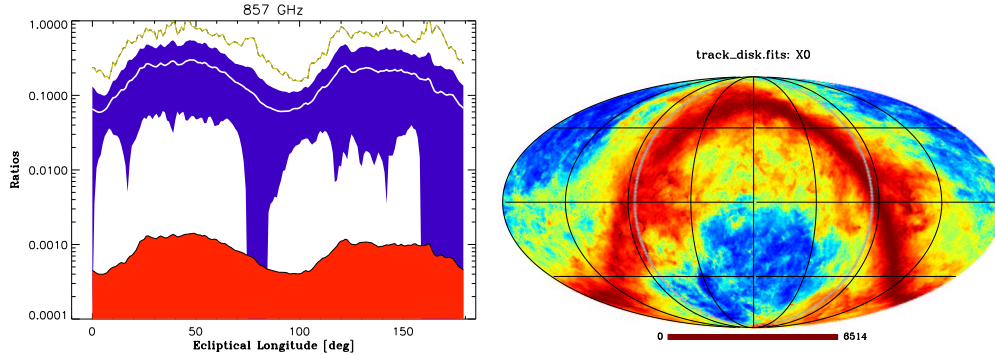 857 GHz
1.0000
0.1000
0.0100
0.0010
0.0001
Ratios
0 50 100 150
Ecliptical Longitude [deg]
track_disk.fits: X0
0 6514